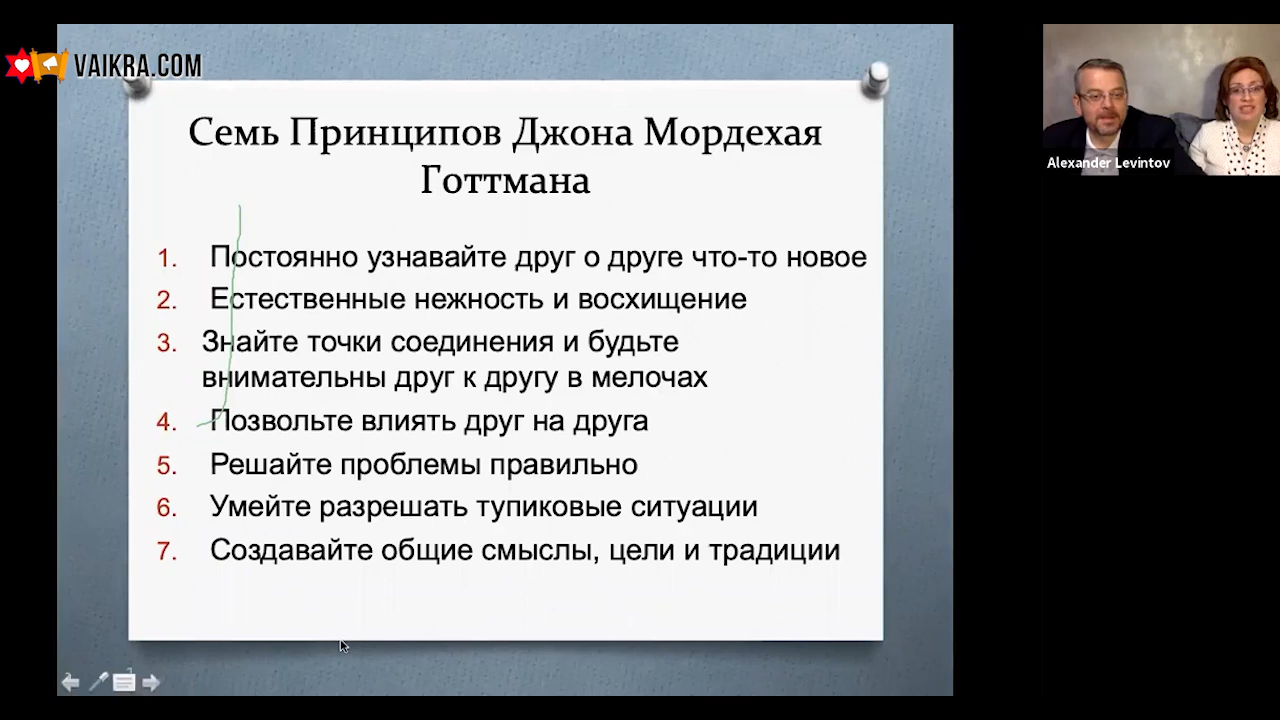 VAIKRA.COM
Семь Принципов Джона Мордехая
Готтмана
1. Постоянно узнавайте друг о друге что-то новое
2. Естественные нежность и восхищение
3. Знайте точки соединения и будьте
внимательны друг к другу в мелочах
4. Позвольте влиять друг на друга
5. Решайте проблемы правильно
6. Умейте разрешать тупиковые ситуации
7. Создавайте общие смыслы, цели и традиции
Alexander Levintov